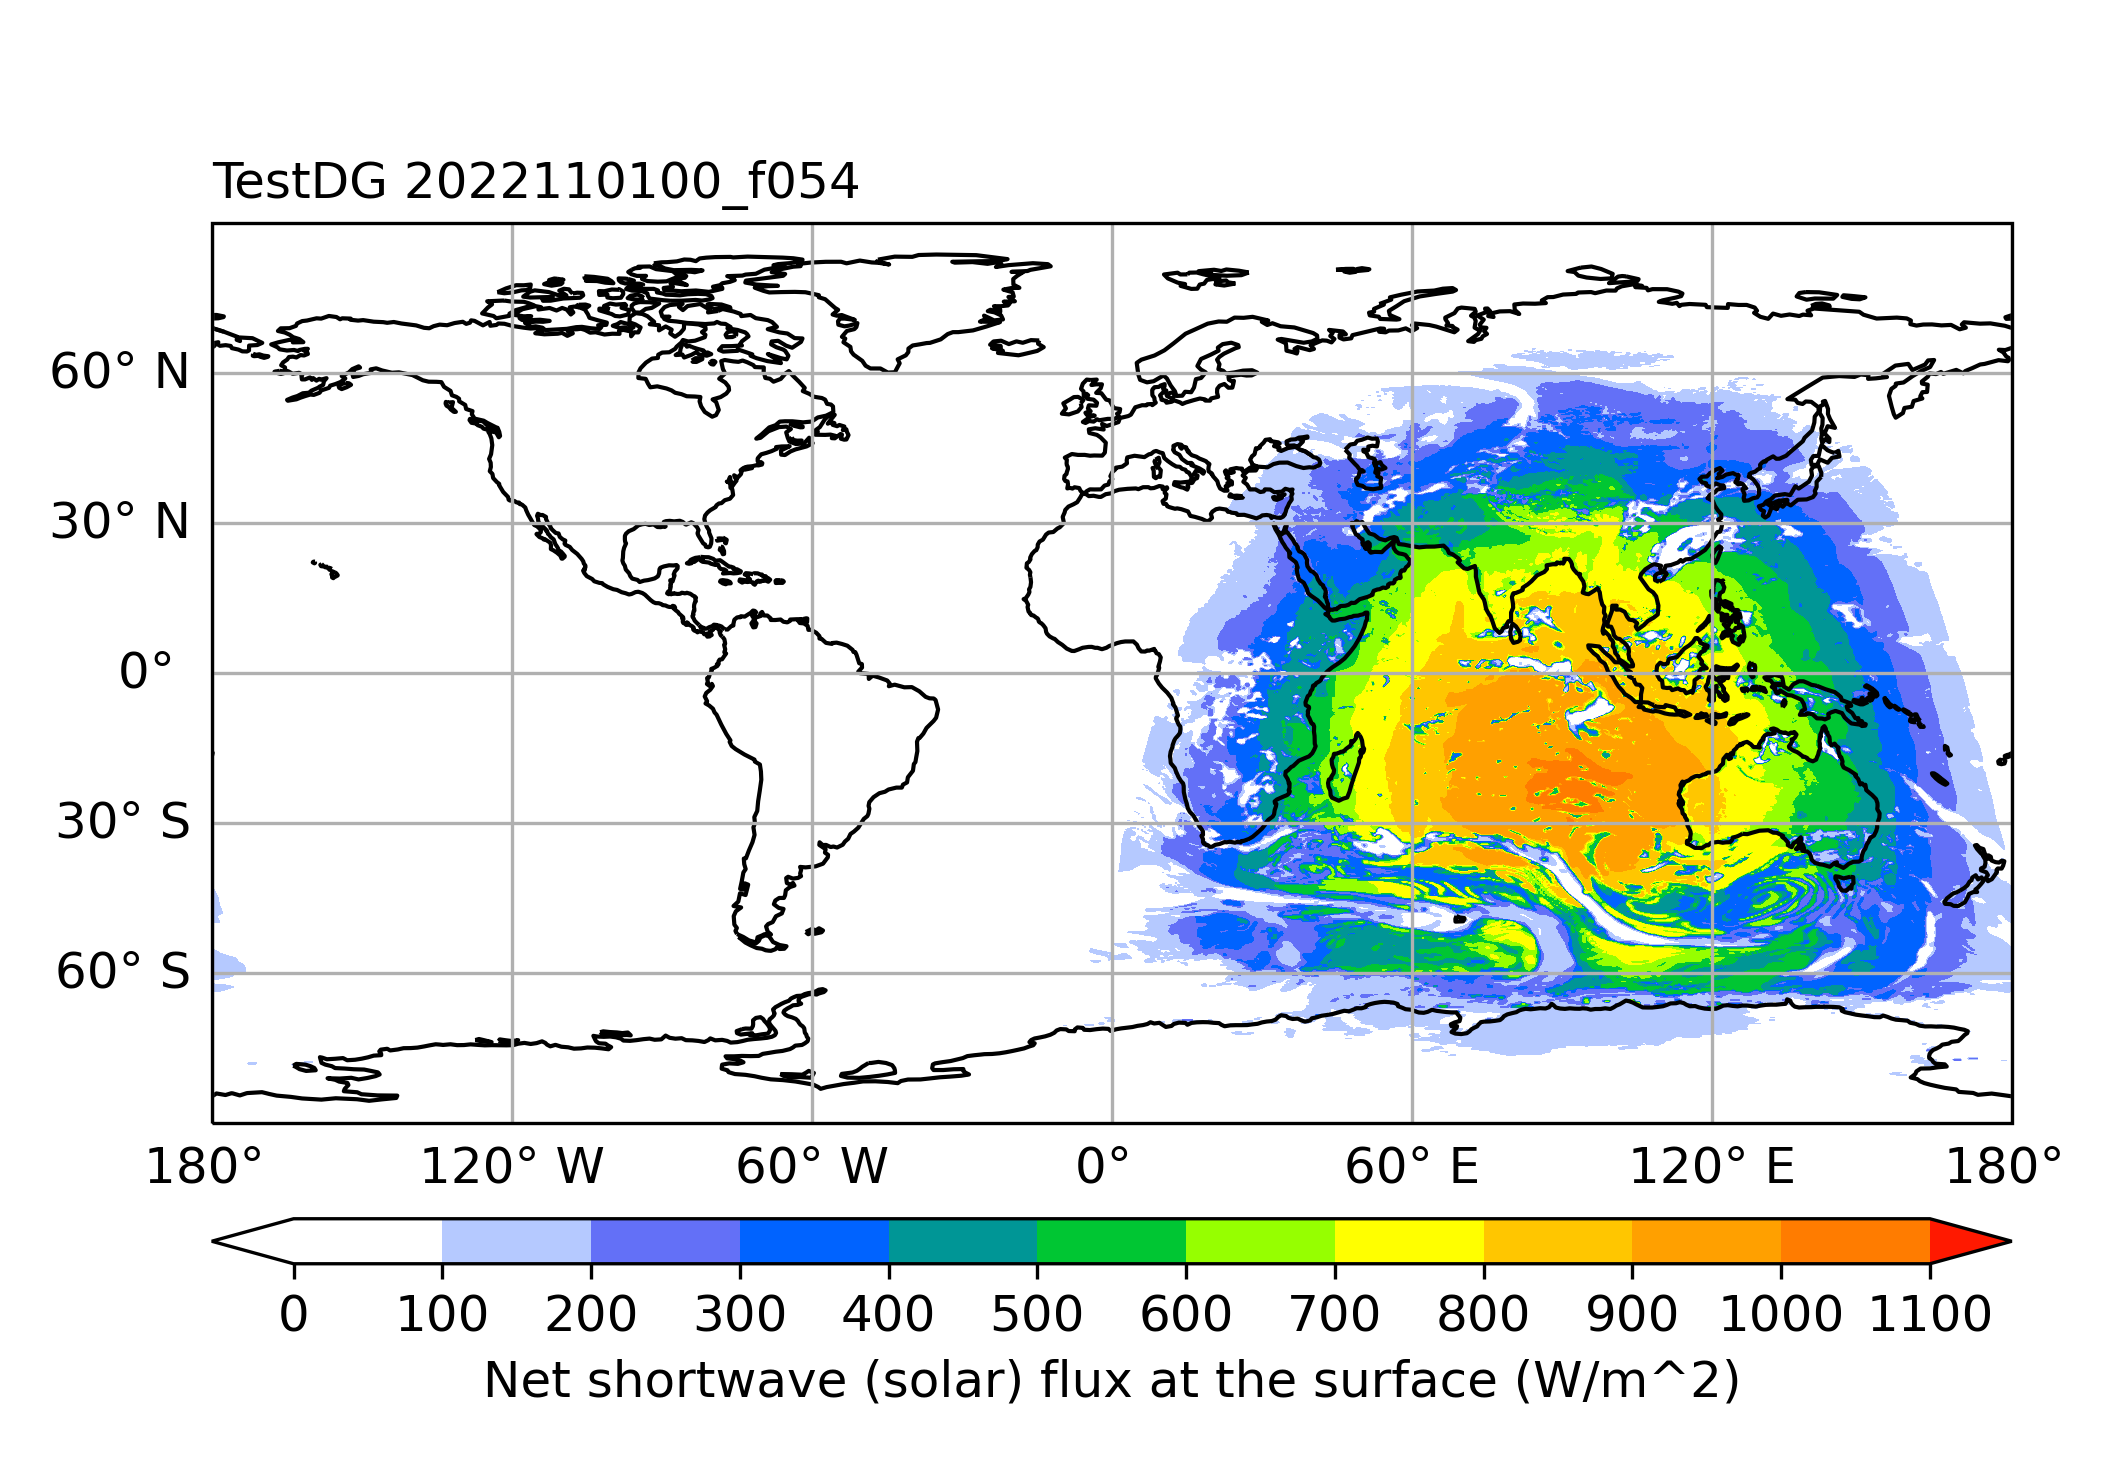 TestDG 2022110100_f054
60° N
30° N
0°
30° S
60° S
180° 120° W 60° W 0° 60° E 120° E 180°
0 100 200 300 400 500 600 700 800 900 1000 1100
Net shortwave (solar) flux at the surface (W/m^2)